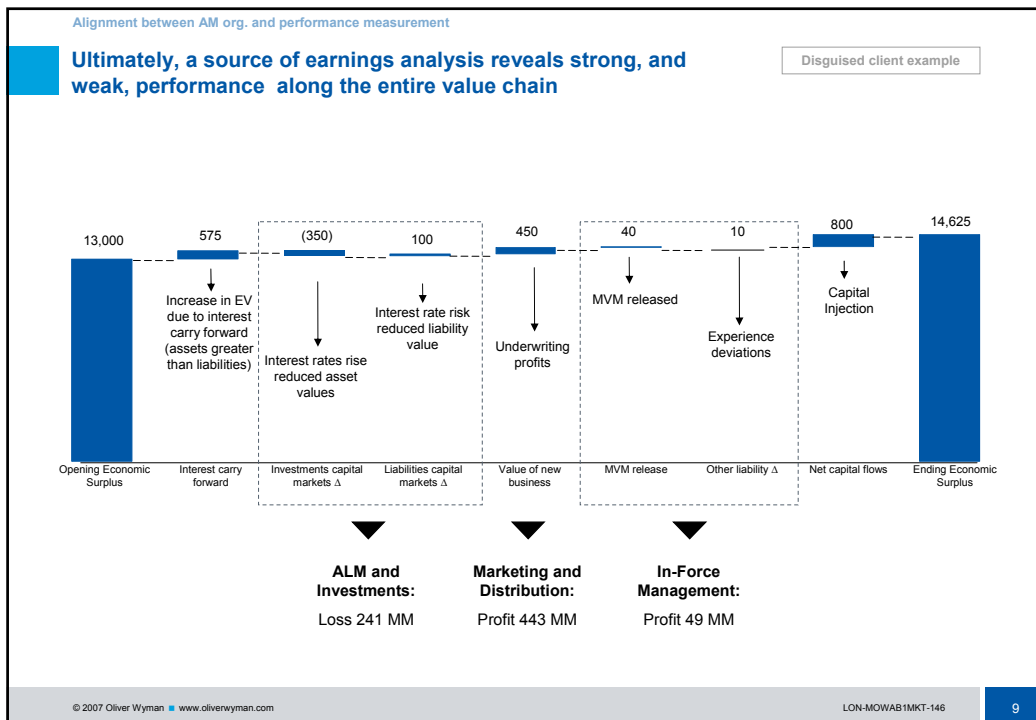 Alignment between AM org. and performance measurement
Ultimately, a source of earnings analysis reveals strong, and
weak, performance along the entire value chain
Disguised client example
13,000
575
(350)
100
450
40
10
800
14,625
Increase in EV
due to interest
carry forward
(assets greater
than liabilities)
Interest rates rise
reduced asset
values
Interest rate risk
reduced liability
value
Underwriting
profits
MVM released
Experience
deviations
Capital
Injection
Opening Economic
Surplus
Interest carry
forward
Investments capital
markets Δ
Liabilities capital
markets Δ
Value of new
business
MVM release
Other liability Δ
Net capital flows
Ending Economic
Surplus
ALM and
Investments:
Loss 241 MM
Marketing and
Distribution:
Profit 443 MM
In-Force
Management:
Profit 49 MM
© 2007 Oliver Wyman ■ www.oliverwyman.com
LON-MOWAB1MKT-146
9